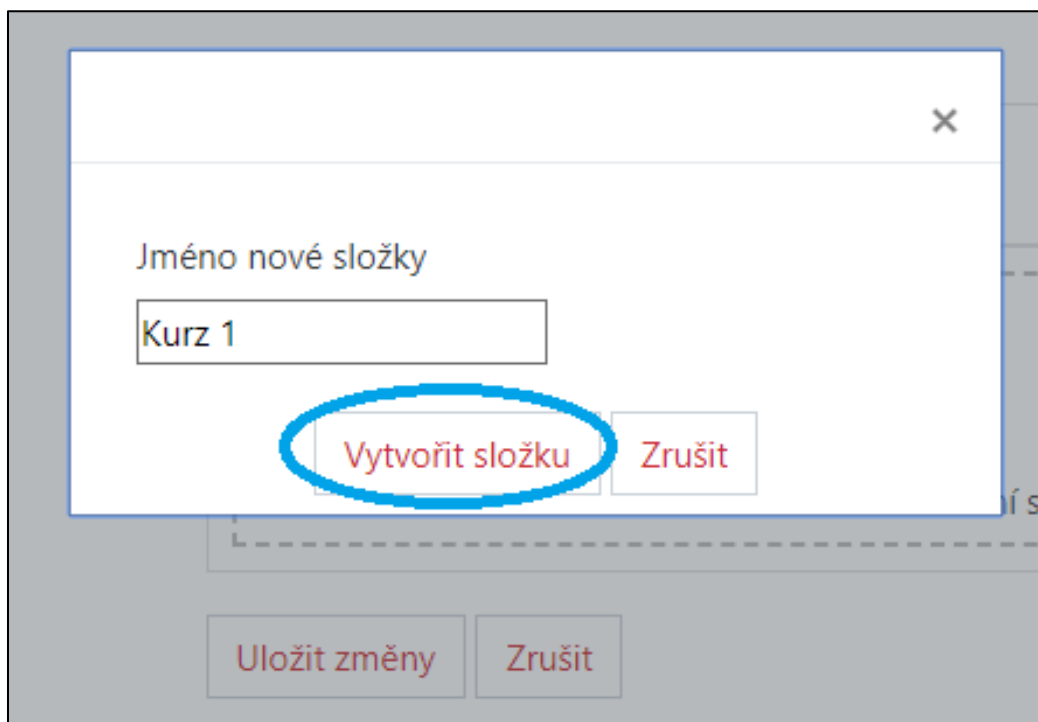 ×
Jméno nové složky
Kurz 1
Vytvořit složku Zrušit
í s
Uložit změny Zrušit